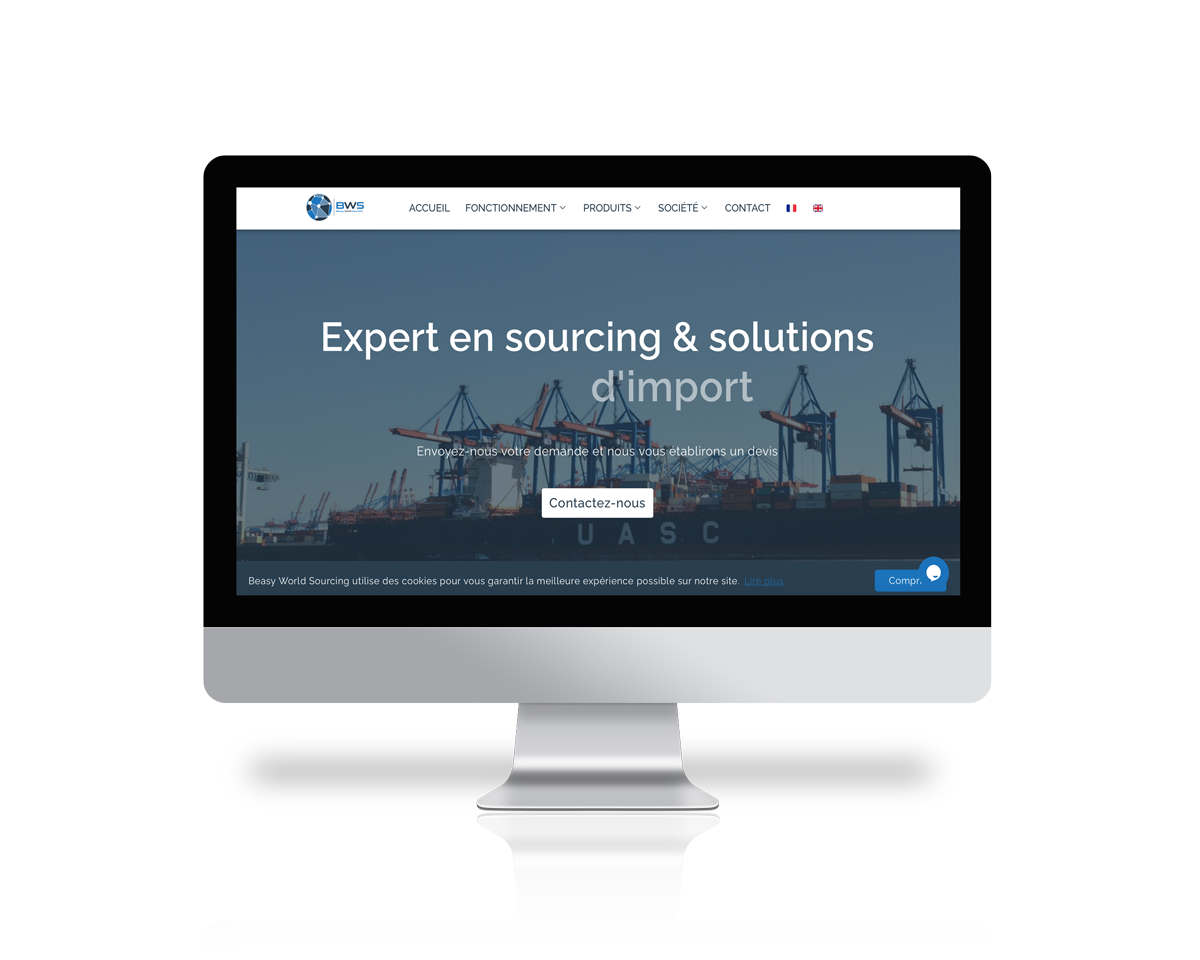 BWS
ACCUEIL FONCTIONNEMENT PRODUITS SOCIÉTÉ CONTACT
Expert en sourcing & solutions
d'import
Envoyez-nous votre demande et nous vous établirons un devis
Contactez-nous
UASC
Beasy World Sourcing utilise des cookies pour vous garantir la meilleure expérience possible sur notre site. Lire plus
Compr